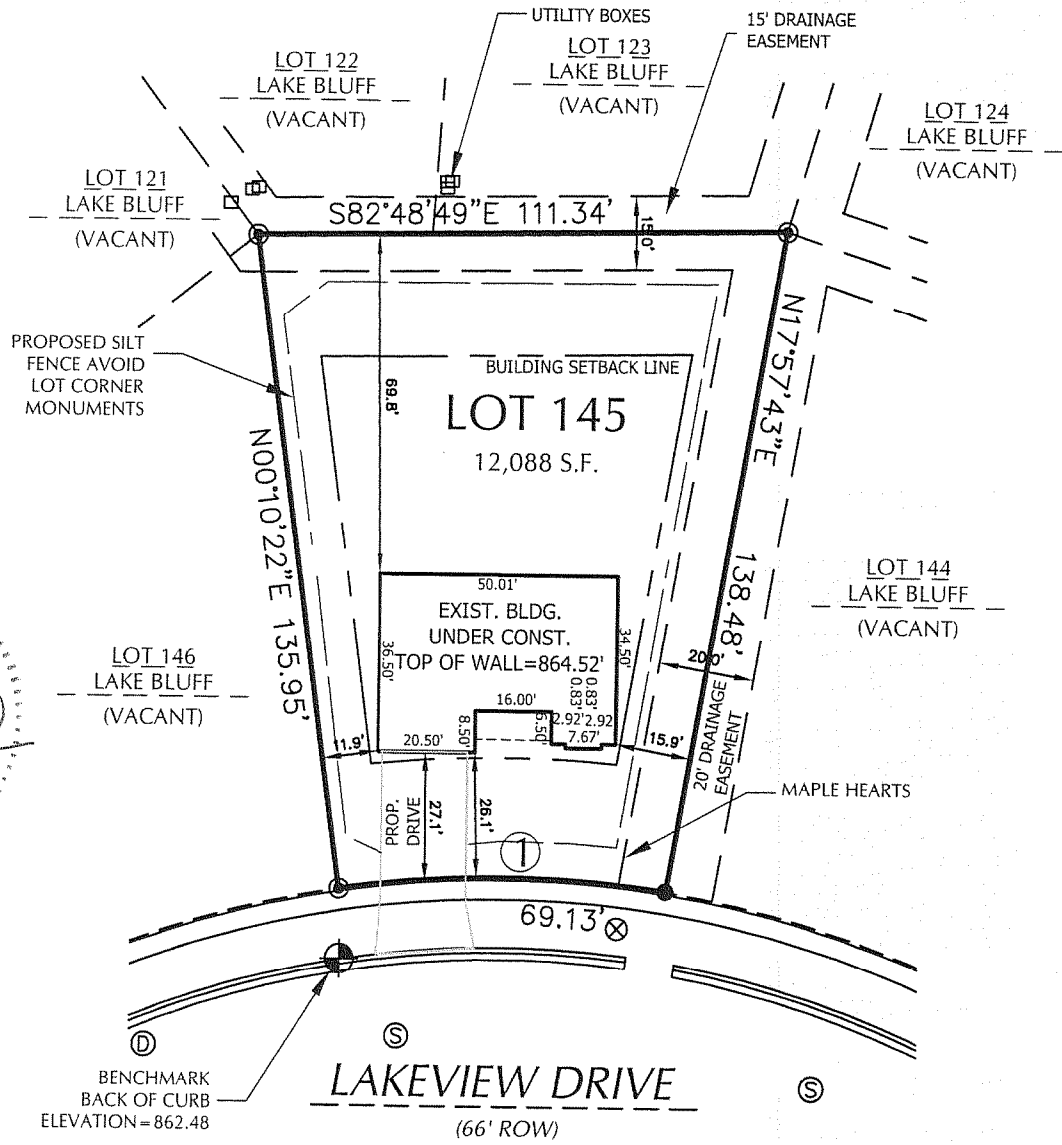 UTILITY BOXES
15' DRAINAGE
EASEMENT
LOT 122
LAKE BLUFF
(VACANT)
LOT 123
LAKE BLUFF
(VACANT)
LOT 124
LAKE BLUFF
(VACANT)
LOT 121
LAKE BLUFF
(VACANT)
S82°48'49"E 111.34'
15.0'
PROPOSED SILT
FENCE AVOID
LOT CORNER
MONUMENTS
69.8'
BUILDING SETBACK LINE
LOT 145
12,088 S.F.
N17°57'43"E 138.48'
N00°10'22"E 135.95'
LOT 144
LAKE BLUFF
(VACANT)
50.01'
EXIST. BLDG.
UNDER CONST.
TOP OF WALL=864.52'
36.50'
34.50'
LOT 146
LAKE BLUFF
(VACANT)
20.0'
16.00'
0.83'
0.83'
2.92'
2.92
7.67'
6.50'
8.50'
20.50'
11.9'
15.9'
20' DRAINAGE
EASEMENT
PROP.
DRIVE
27.1'
26.1'
MAPLE HEARTS
1
69.13'
D
S
S
BENCHMARK
BACK OF CURB
ELEVATION=862.48
LAKEVIEW DRIVE
(66' ROW)